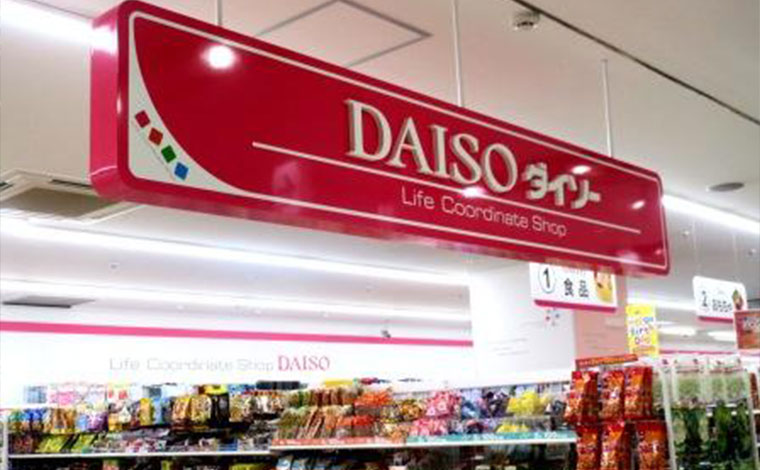 DAISO ダイソー
Life Coordinate Shop
① 食品
②
Life Coordinate Shop DAISO